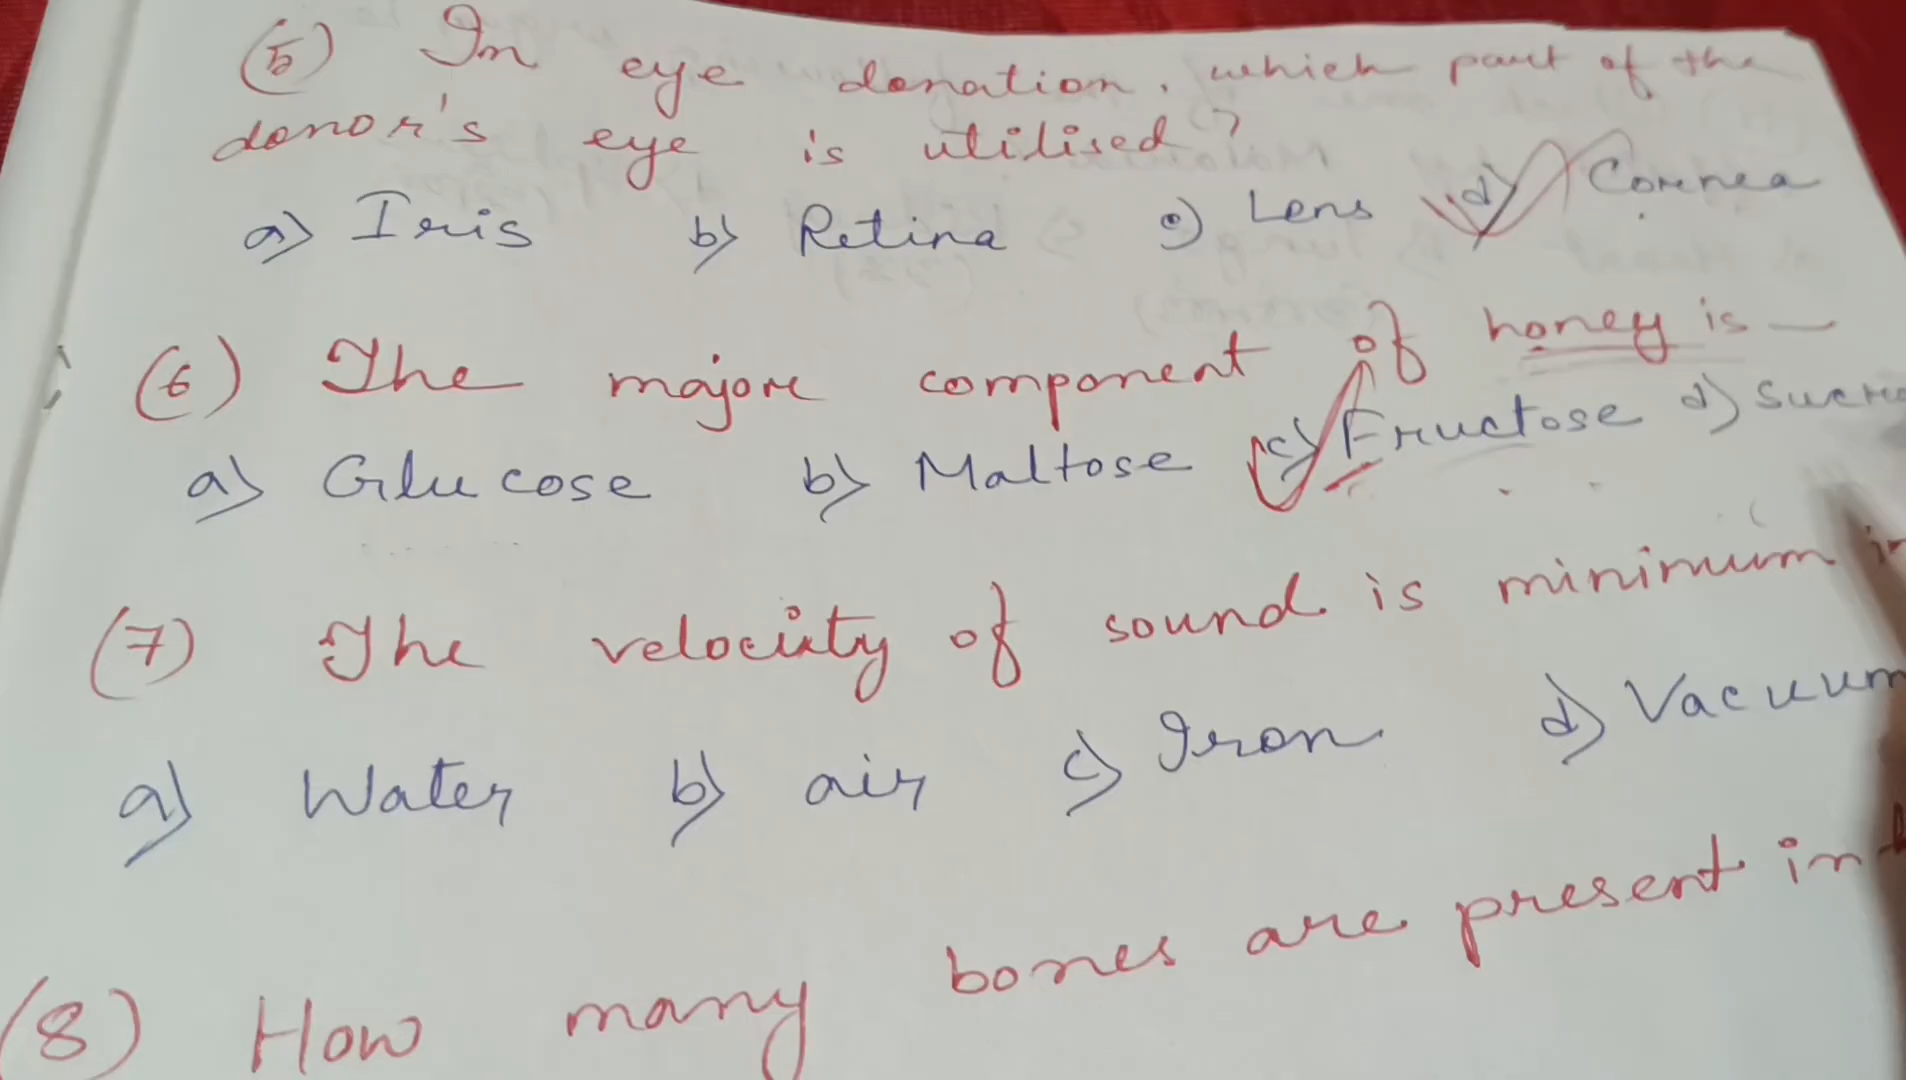 (5) In eye donation, which part of the
donor's eye is utilised?
a) Iris b) Retina c) Lens d) Cornea
(6) The major component of honey is —
a) Glucose b) Maltose c) Fructose d) Sucro
(7) The velocity of sound is minimum in
a) Water b) air c) Iron d) Vacuum
(8) How many bones are present in